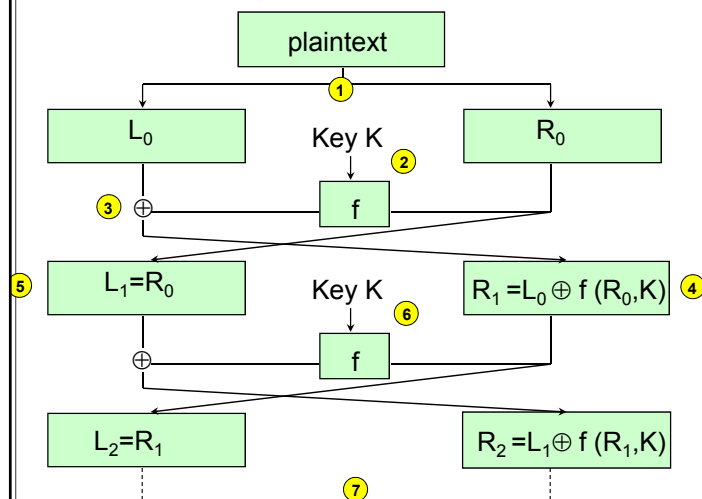 plaintext
1
L₀
R₀
Key K
2
3
⊕
f
5
L₁=R₀
Key K
R₁ =L₀ ⊕ f (R₀,K)
4
6
⊕
f
L₂=R₁
R₂ =L₁⊕ f (R₁,K)
7